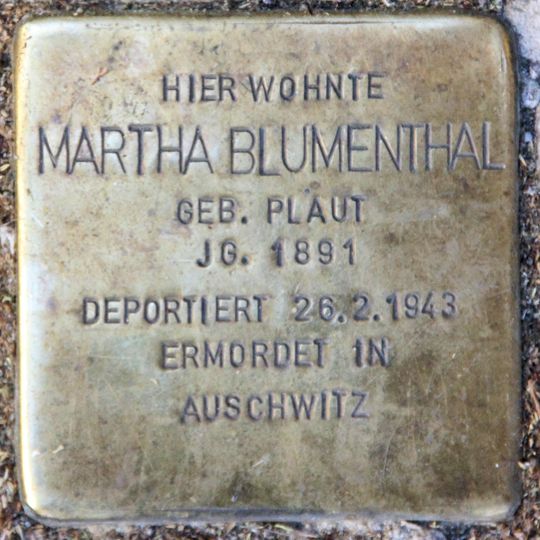 HIER WOHNTE
MARTHA BLUMENTHAL
GEB. PLAUT
JG. 1891
DEPORTIERT 26.2.1943
ERMORDET IN
AUSCHWITZ